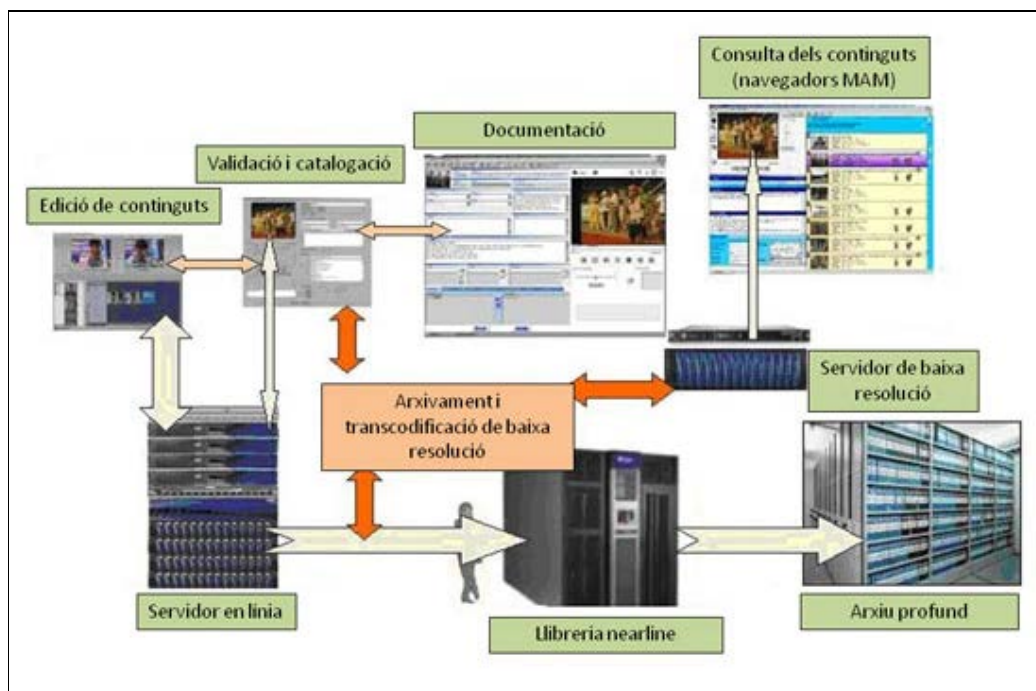 Consulta dels continguts
(navegadors MAM)
Documentació
Validació i catalogació
Edició de continguts
Servidor de baixa
resolució
Arxivament i
transcodificació de baixa
resolució
Servidor en línia
Llibreria nearline
Arxiu profund